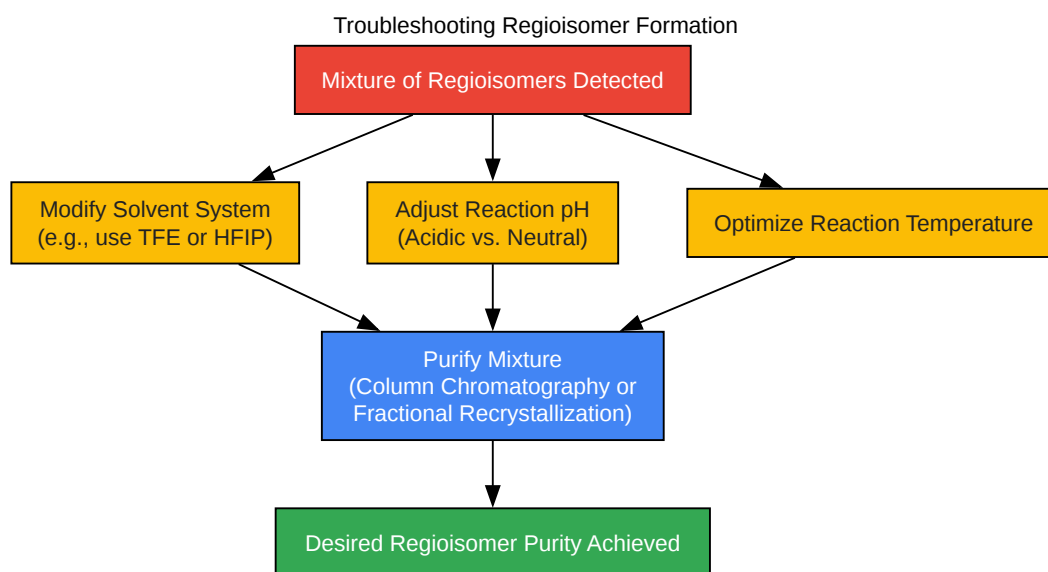 Troubleshooting Regioisomer Formation
Mixture of Regioisomers Detected
Modify Solvent System
(e.g., use TFE or HFIP)
Adjust Reaction pH
(Acidic vs. Neutral)
Optimize Reaction Temperature
Purify Mixture
(Column Chromatography or
Fractional Recrystallization)
Desired Regioisomer Purity Achieved